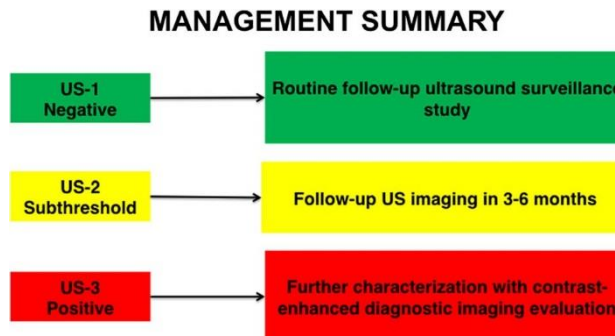 MANAGEMENT SUMMARY
US-1
Negative
Routine follow-up ultrasound surveillance
study
US-2
Subthreshold
Follow-up US imaging in 3-6 months
US-3
Positive
Further characterization with contrast-
enhanced diagnostic imaging evaluation